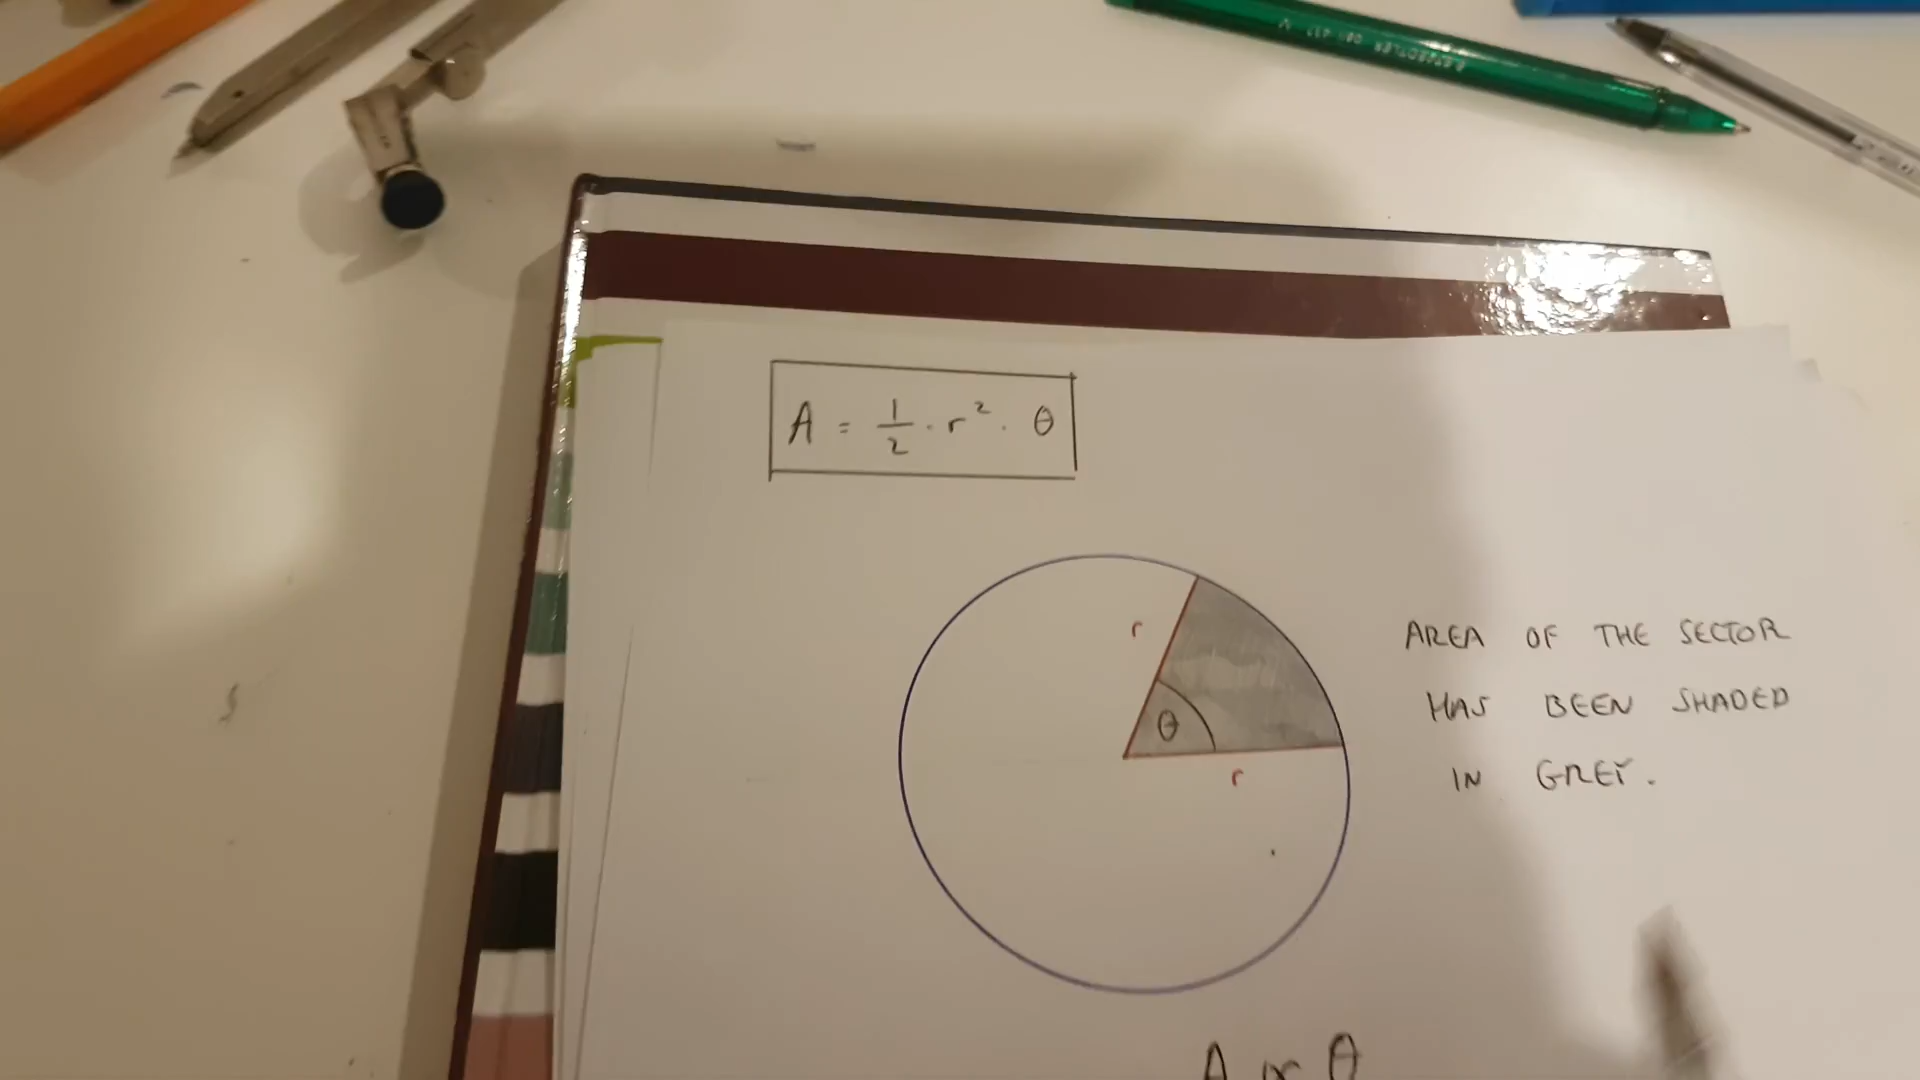 A = 1/2 · r² · θ
r
θ
r
AREA OF THE SECTOR
HAS BEEN SHADED
IN GREY.
A ∝ θ